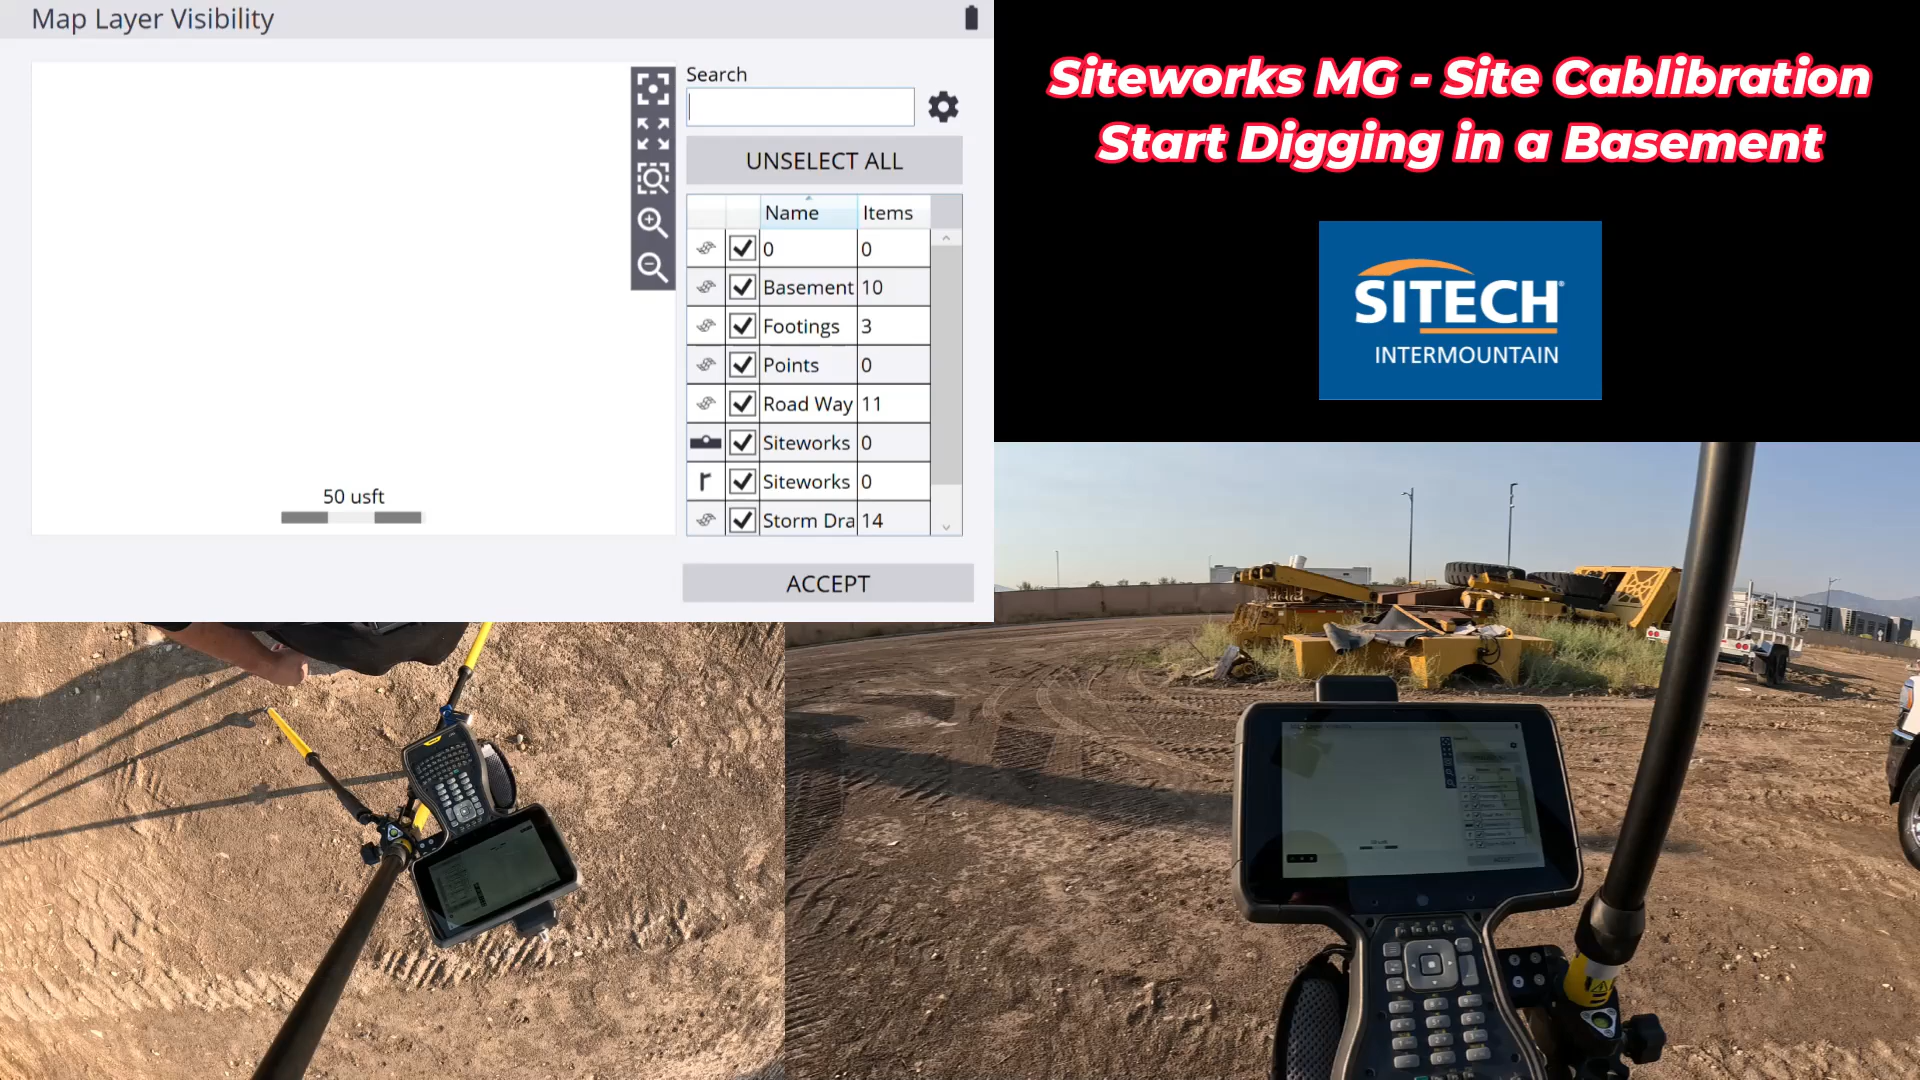 Map Layer Visibility
Search
UNSELECT ALL
Name Items
0 0
Basement 10
Footings 3
Points 0
Road Way 11
Siteworks 0
Siteworks 0
Storm Dra 14
50 usft
ACCEPT
Siteworks MG - Site Cablibration
Start Digging in a Basement
SITECH
INTERMOUNTAIN